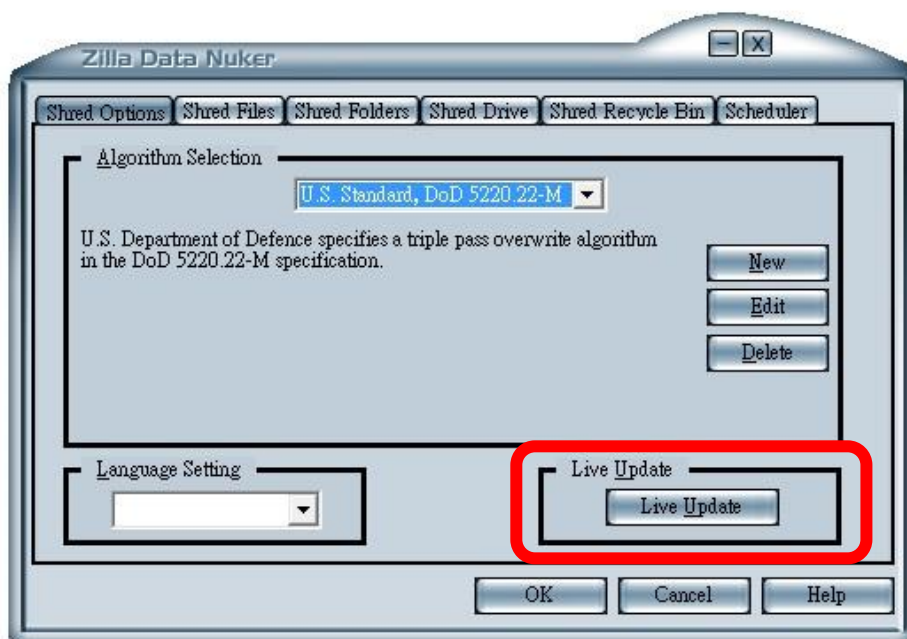 Zilla Data Nuker
Shred Options Shred Files Shred Folders Shred Drive Shred Recycle Bin Scheduler
Algorithm Selection
U.S. Standard, DoD 5220.22-M
U.S. Department of Defence specifies a triple pass overwrite algorithm
in the DoD 5220.22-M specification.
New
Edit
Delete
Language Setting
Live Update
Live Update
OK Cancel Help